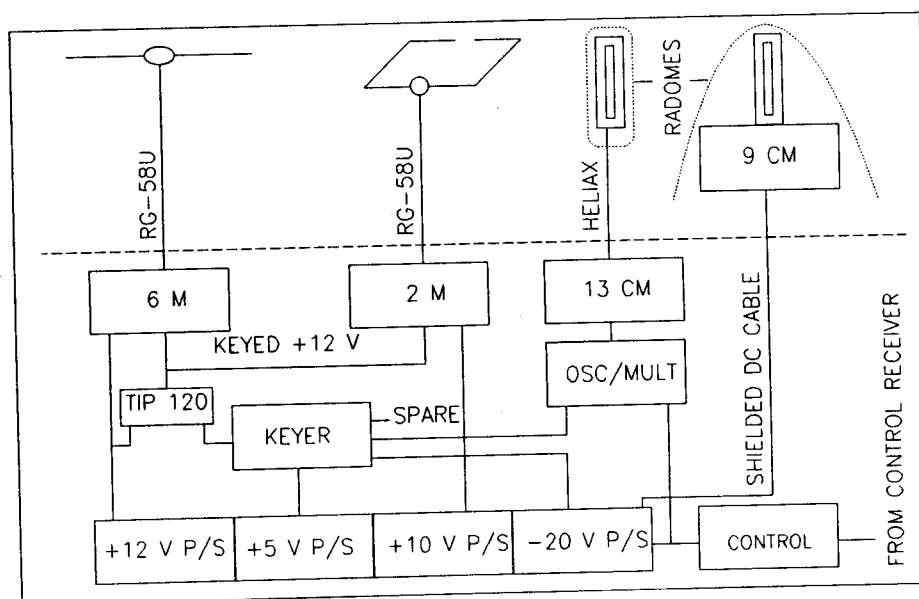 RADOMES
9 CM
RG-58U
RG-58U
HELIAX
6 M
2 M
13 CM
KEYED +12 V
OSC/MULT
TIP 120
SPARE
KEYER
SHIELDED DC CABLE
FROM CONTROL RECEIVER
+12 V P/S
+5 V P/S
+10 V P/S
-20 V P/S
CONTROL